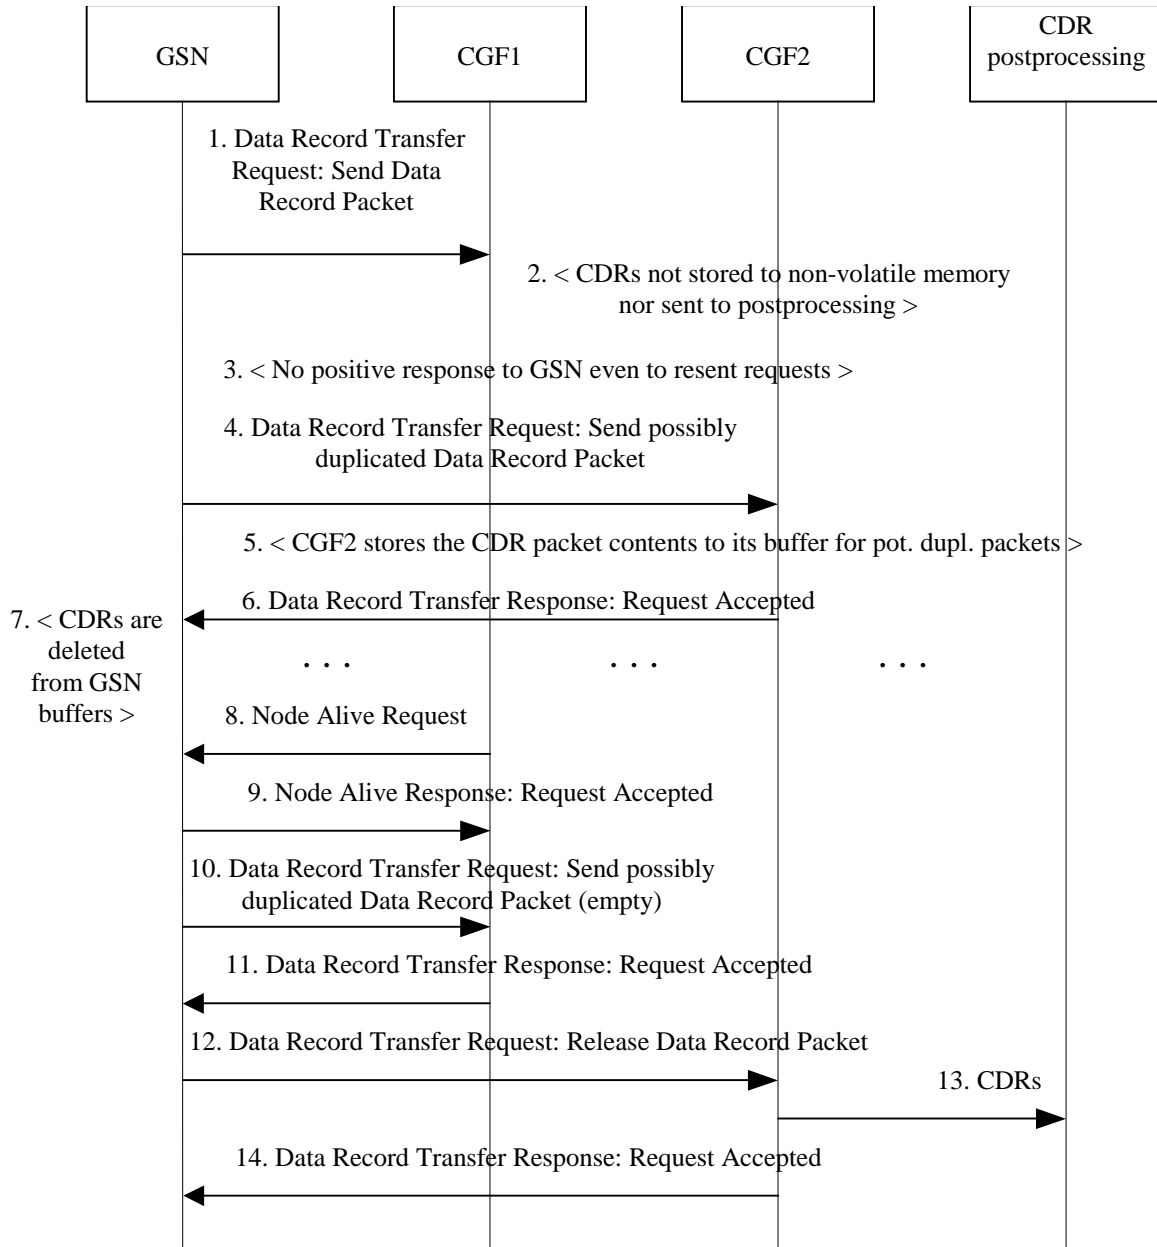 GSN
CGF1
CGF2
CDR
postprocessing
1. Data Record Transfer
Request: Send Data
Record Packet
2. < CDRs not stored to non-volatile memory
nor sent to postprocessing >
3. < No positive response to GSN even to resent requests >
4. Data Record Transfer Request: Send possibly
duplicated Data Record Packet
5. < CGF2 stores the CDR packet contents to its buffer for pot. dupl. packets >
6. Data Record Transfer Response: Request Accepted
7. < CDRs are
deleted
from GSN
buffers >
. . .
. . .
. . .
8. Node Alive Request
9. Node Alive Response: Request Accepted
10. Data Record Transfer Request: Send possibly
duplicated Data Record Packet (empty)
11. Data Record Transfer Response: Request Accepted
12. Data Record Transfer Request: Release Data Record Packet
13. CDRs
14. Data Record Transfer Response: Request Accepted